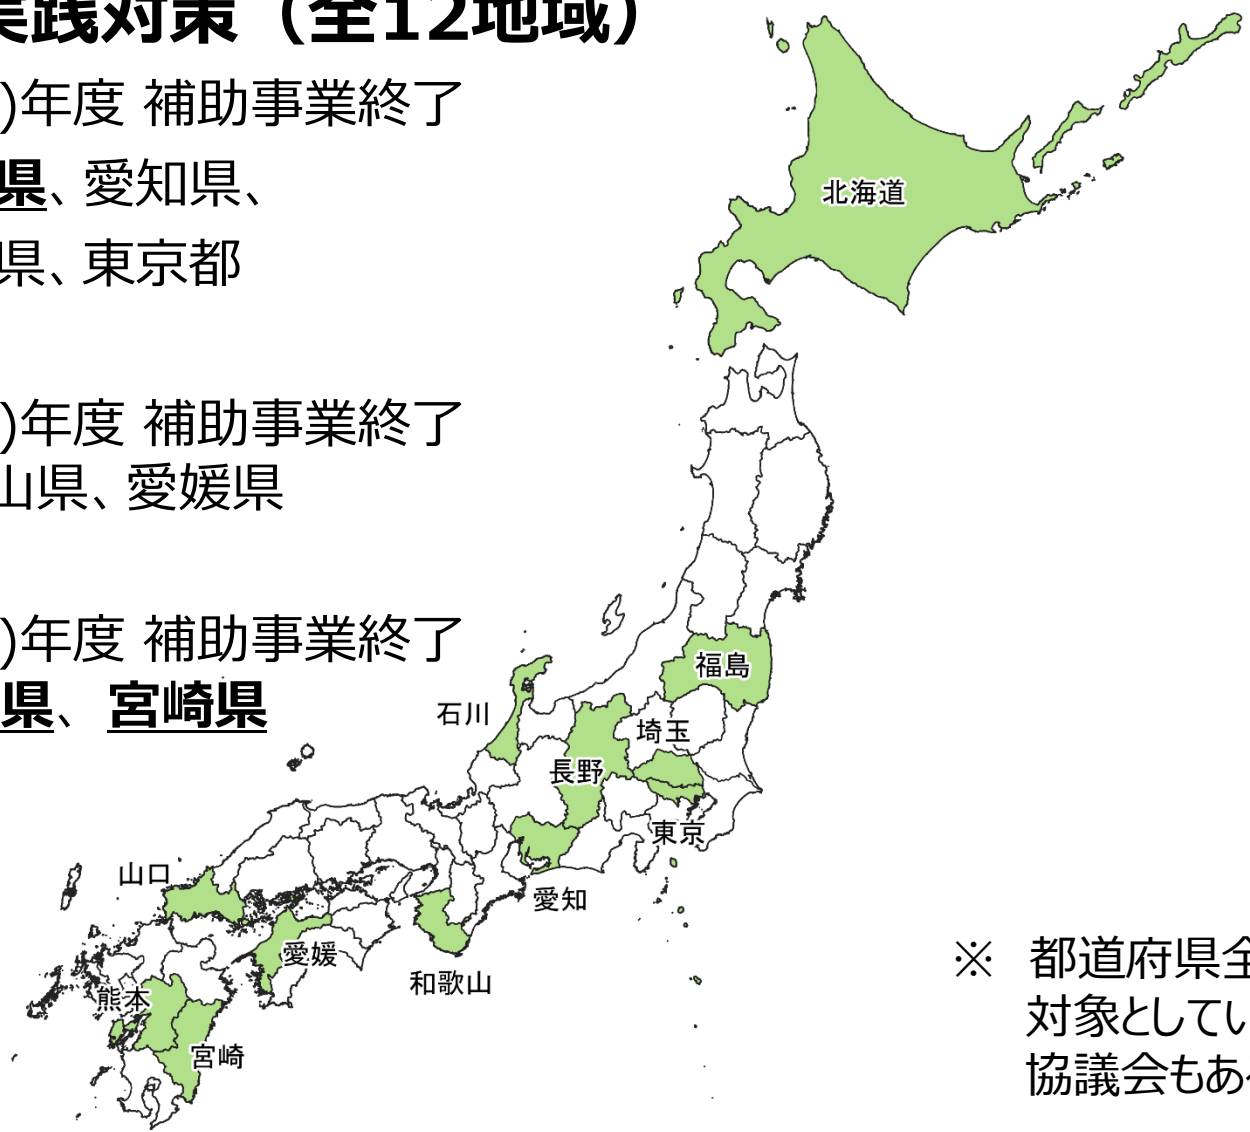 実践対策（全12地域）
)年度 補助事業終了
県、愛知県、
県、東京都
)年度 補助事業終了
山県、愛媛県
)年度 補助事業終了
県、宮崎県
北海道
福島
石川
埼玉
長野
東京
山口
愛知
愛媛
和歌山
熊本
宮崎
※ 都道府県全
対象としてい
協議会もあ